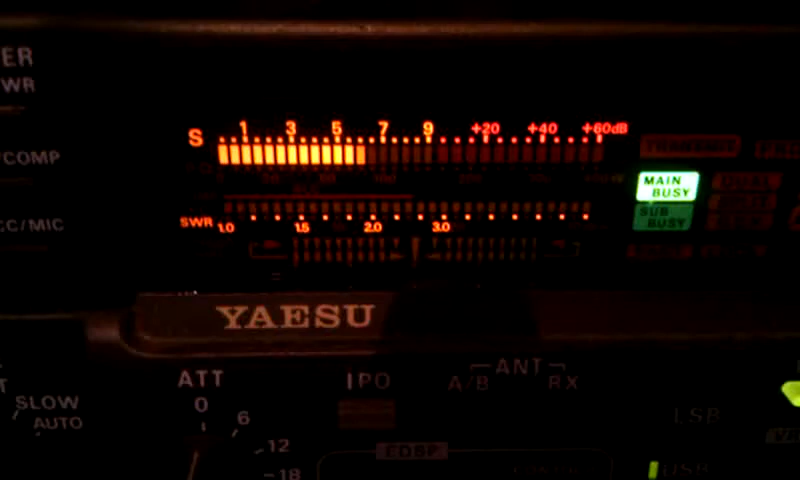 ER
WR
/COMP
CC/MIC
S 1 3 5 7 9 +20 +40 +60dB
TRANSMIT
MAIN
BUSY
SUB
BUSY
SWR 1.0 1.5 2.0 3.0
YAESU
ATT
0
6
12
18
SLOW
AUTO
IPO
ANT
A/B RX
EDSP
LSB
USB